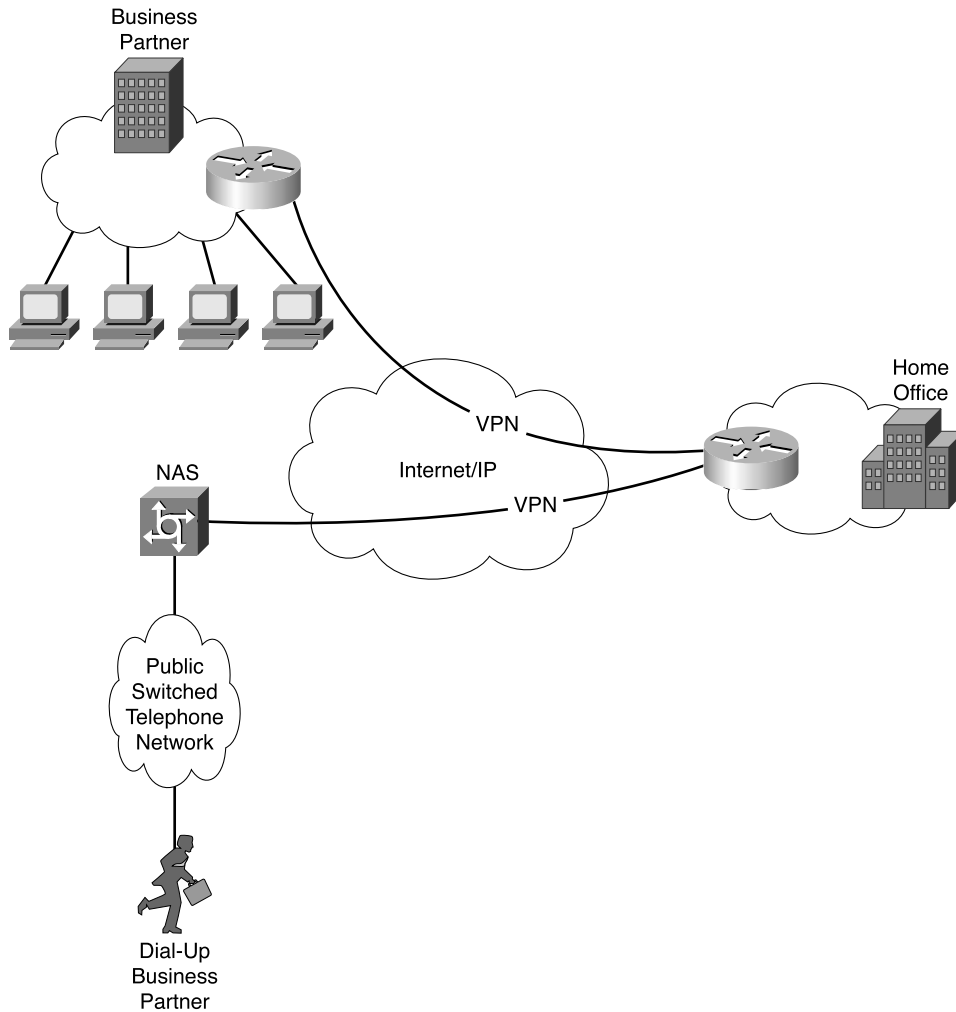 Business
Partner
Home
Office
VPN
Internet/IP
NAS
VPN
Public
Switched
Telephone
Network
Dial-Up
Business
Partner